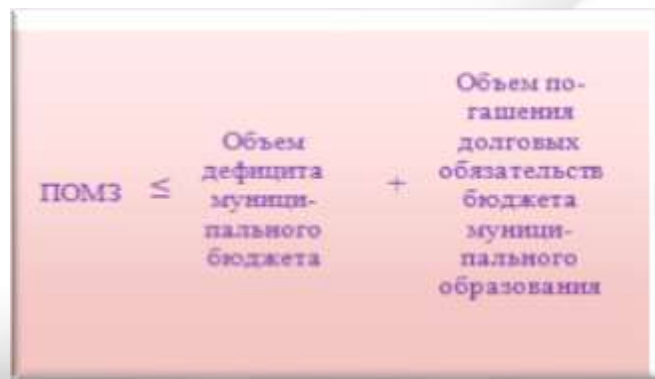 ПОМЗ ≤
Объем
дефицита
муници-
пального
бюджета
+
Объем по-
гашения
долговых
обязательств
бюджета
муници-
пального
образования